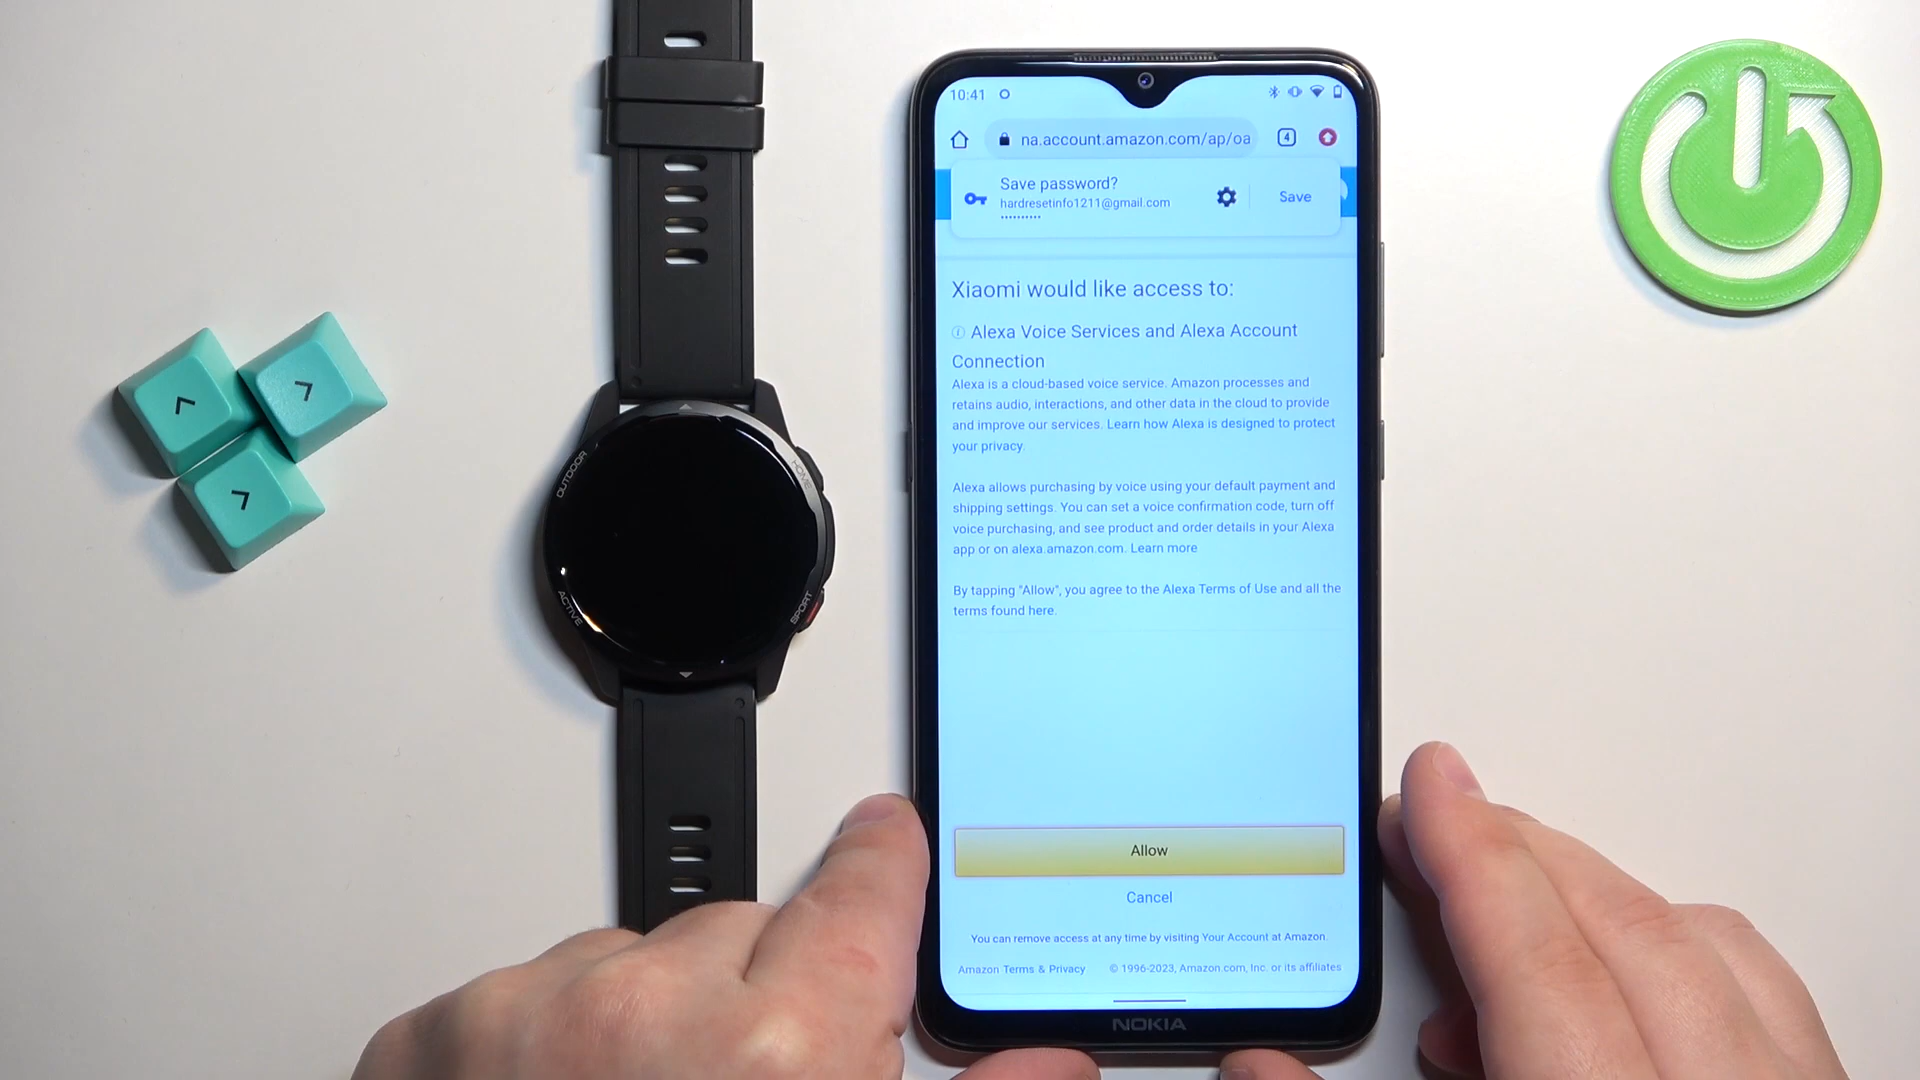 10:41
na.account.amazon.com/ap/oa
4
Save password?
hardresetinfo1211@gmail.com
••••••••••
Save
Xiaomi would like access to:
Alexa Voice Services and Alexa Account
Connection
Alexa is a cloud-based voice service. Amazon processes and
retains audio, interactions, and other data in the cloud to provide
and improve our services. Learn how Alexa is designed to protect
your privacy.
Alexa allows purchasing by voice using your default payment and
shipping settings. You can set a voice confirmation code, turn off
voice purchasing, and see product and order details in your Alexa
app or on alexa.amazon.com. Learn more
By tapping "Allow", you agree to the Alexa Terms of Use and all the
terms found here.
Allow
Cancel
You can remove access at any time by visiting Your Account at Amazon.
Amazon Terms & Privacy © 1996-2023, Amazon.com, Inc. or its affiliates
NOKIA
OUTDOOR
HOME
ACTIVE
SPORT